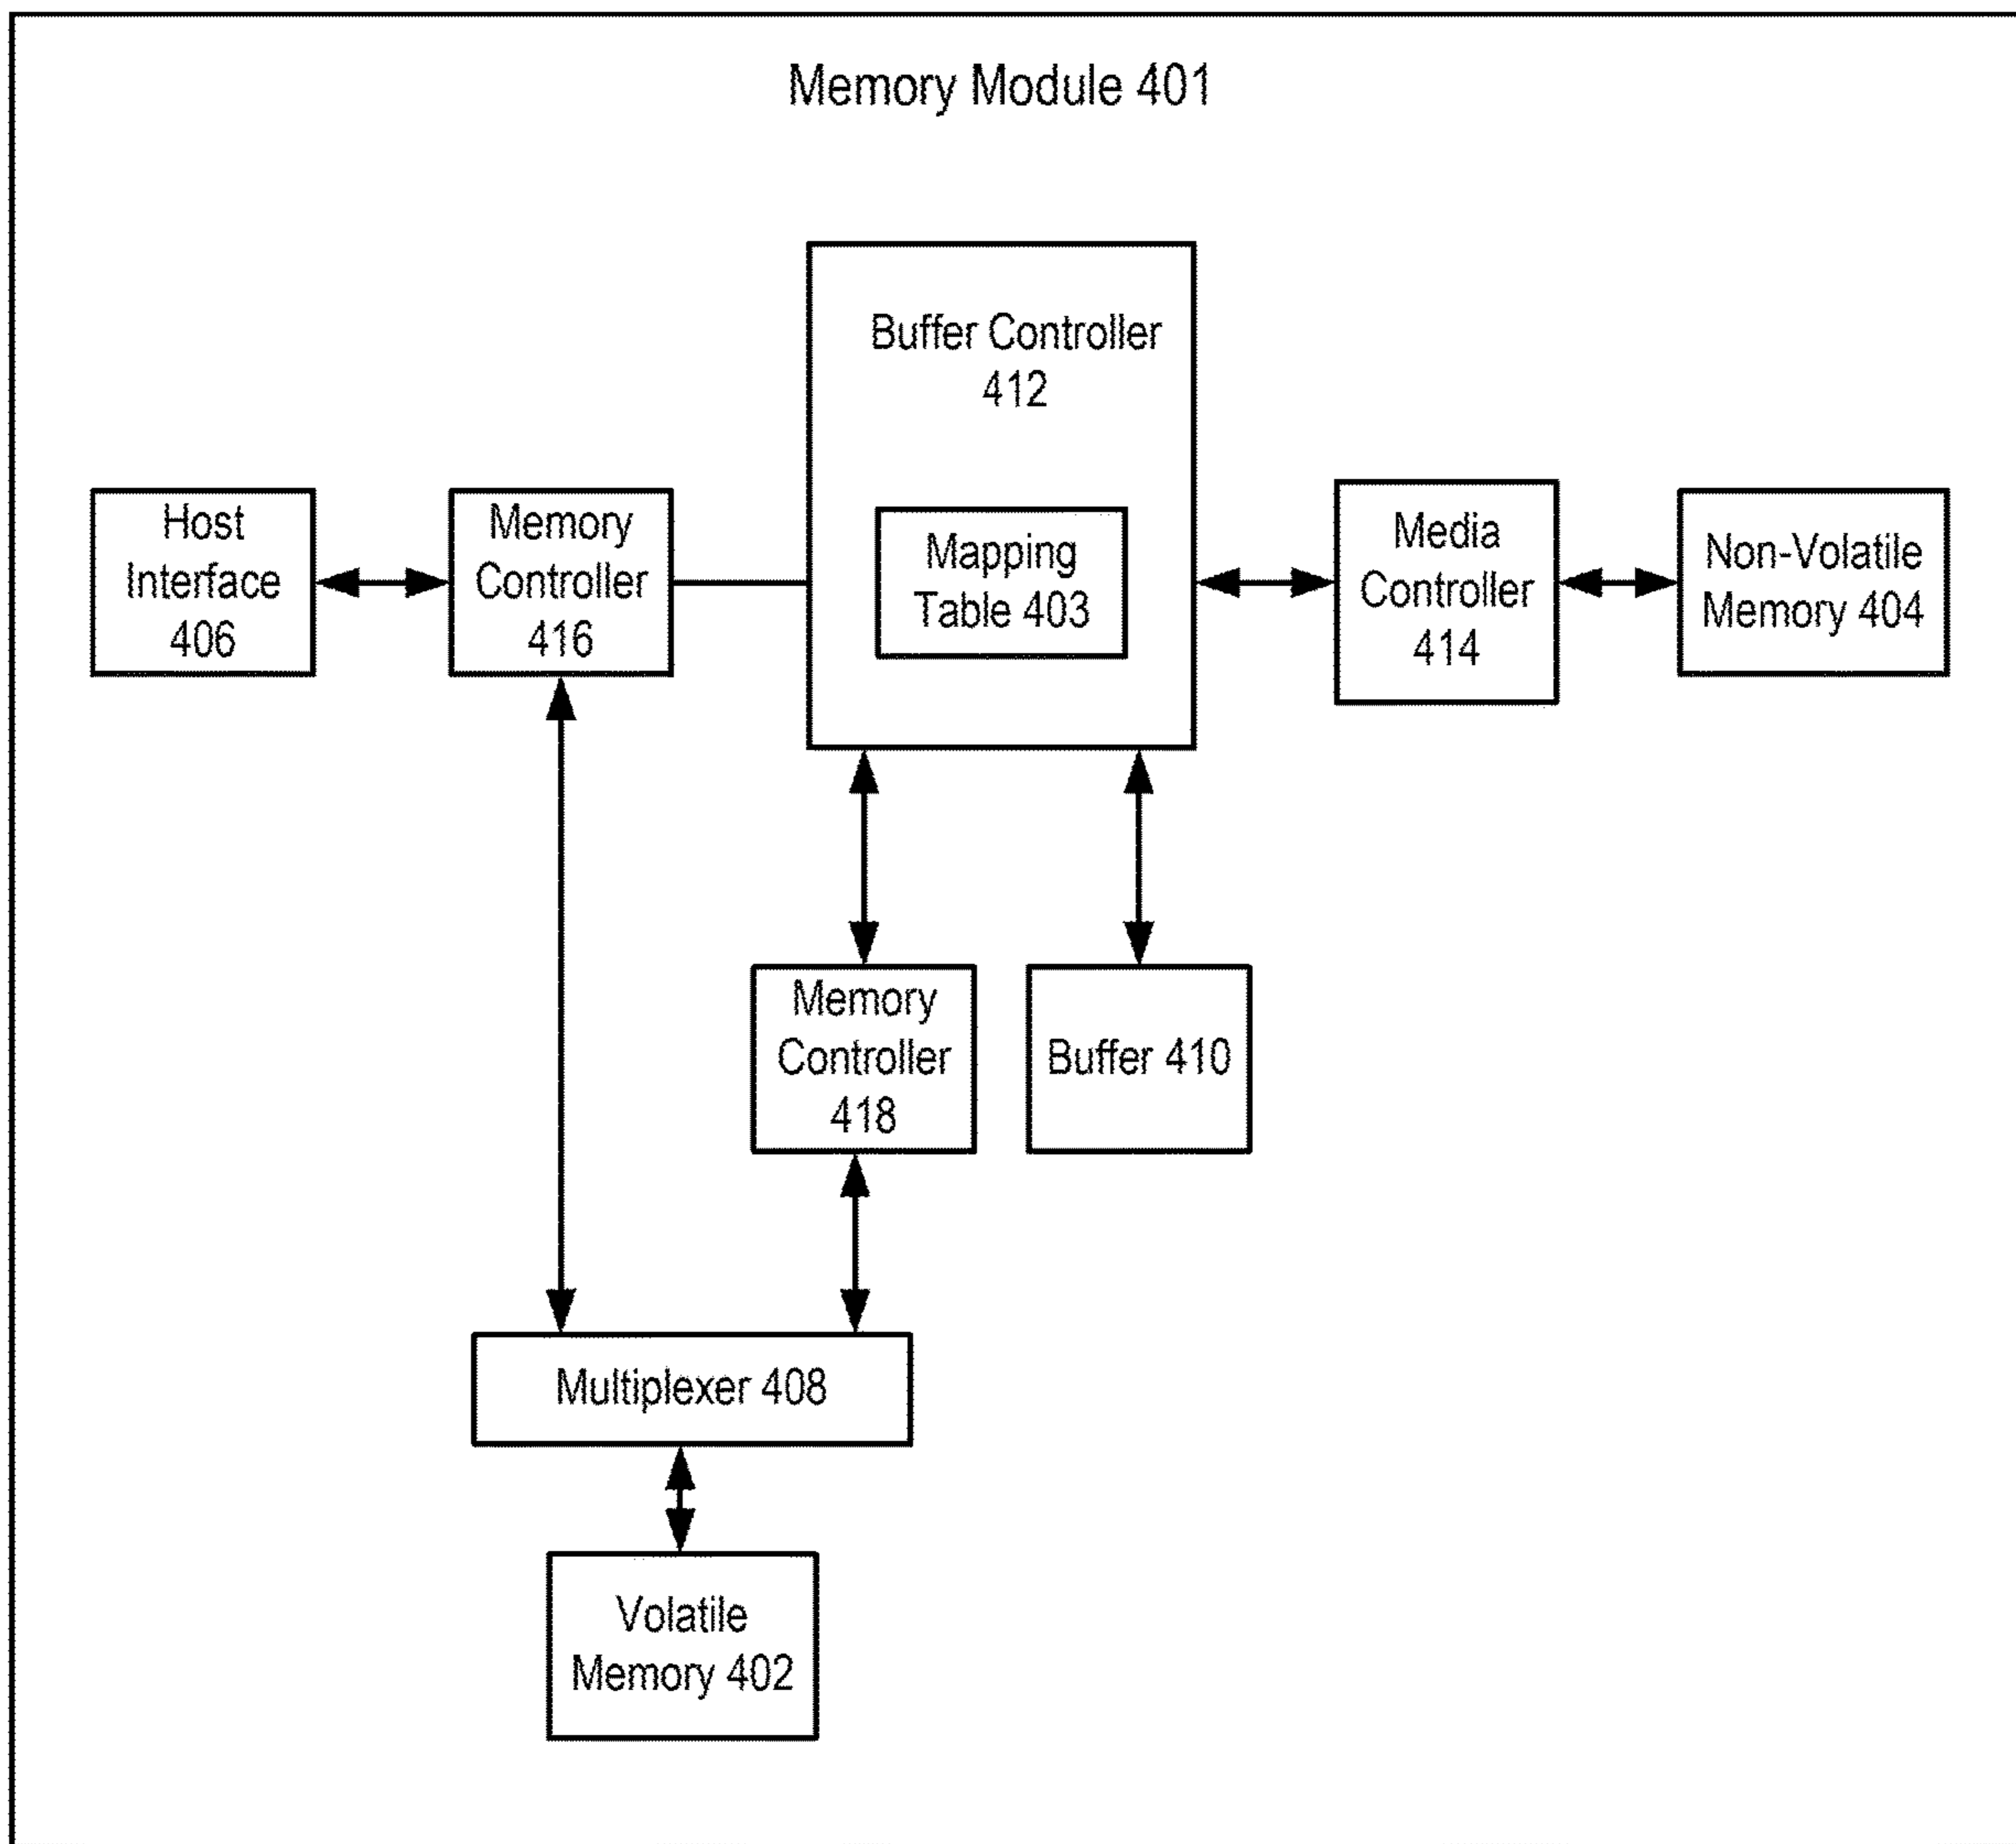 Memory Module 401
Buffer Controller
412
Mapping
Table 403
Host
Interface
406
Memory
Controller
416
Media
Controller
414
Non-Volatile
Memory 404
Memory
Controller
418
Buffer 410
Multiplexer 408
Volatile
Memory 402